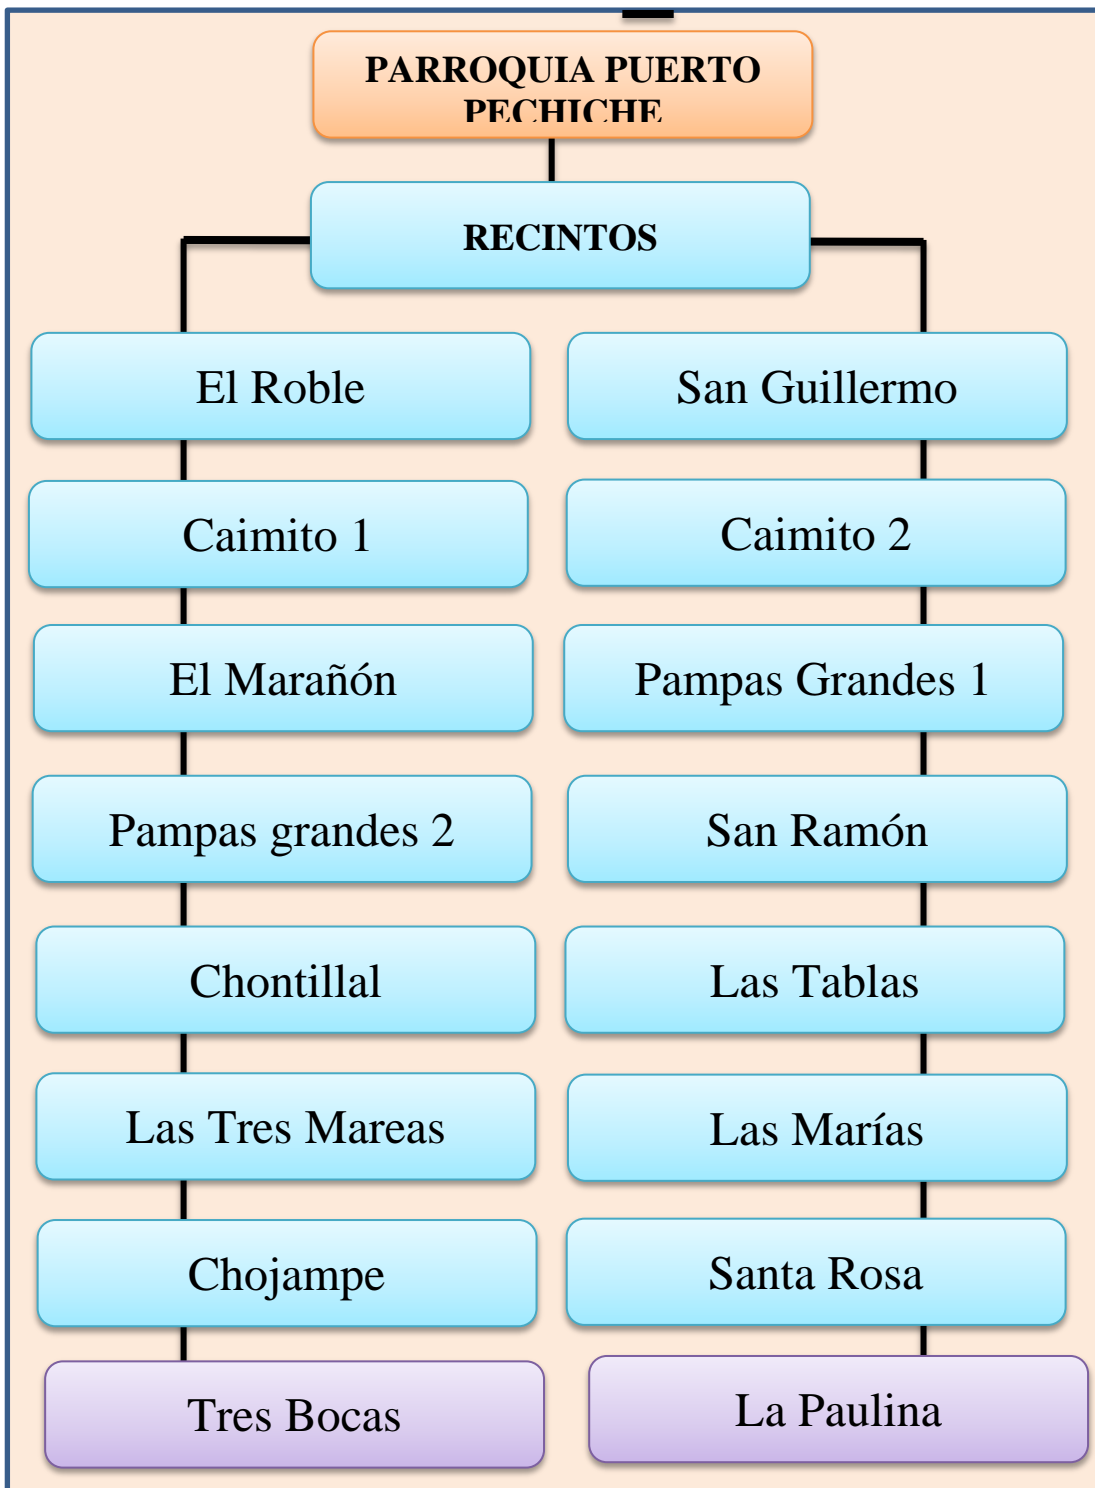 PARROQUIA PUERTO
PECHICHE
RECINTOS
El Roble
San Guillermo
Caimito 1
Caimito 2
El Marañón
Pampas Grandes 1
Pampas grandes 2
San Ramón
Chontillal
Las Tablas
Las Tres Mareas
Las Marías
Chojampe
Santa Rosa
Tres Bocas
La Paulina